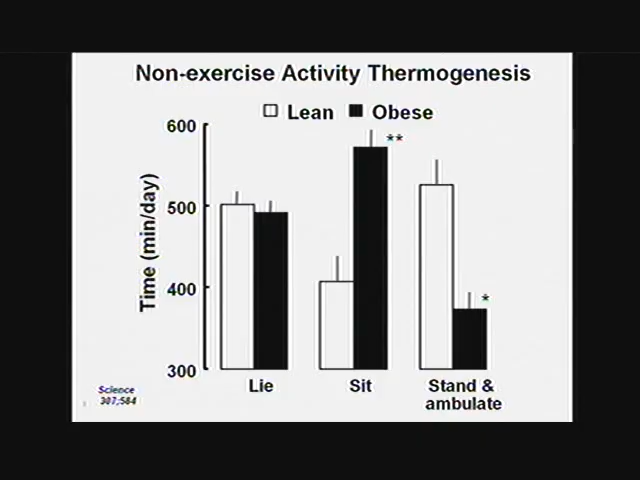 Non-exercise Activity Thermogenesis
Lean Obese
600
**
500
Time (min/day)
400
*
300
Lie Sit Stand &
ambulate
Science
307;584